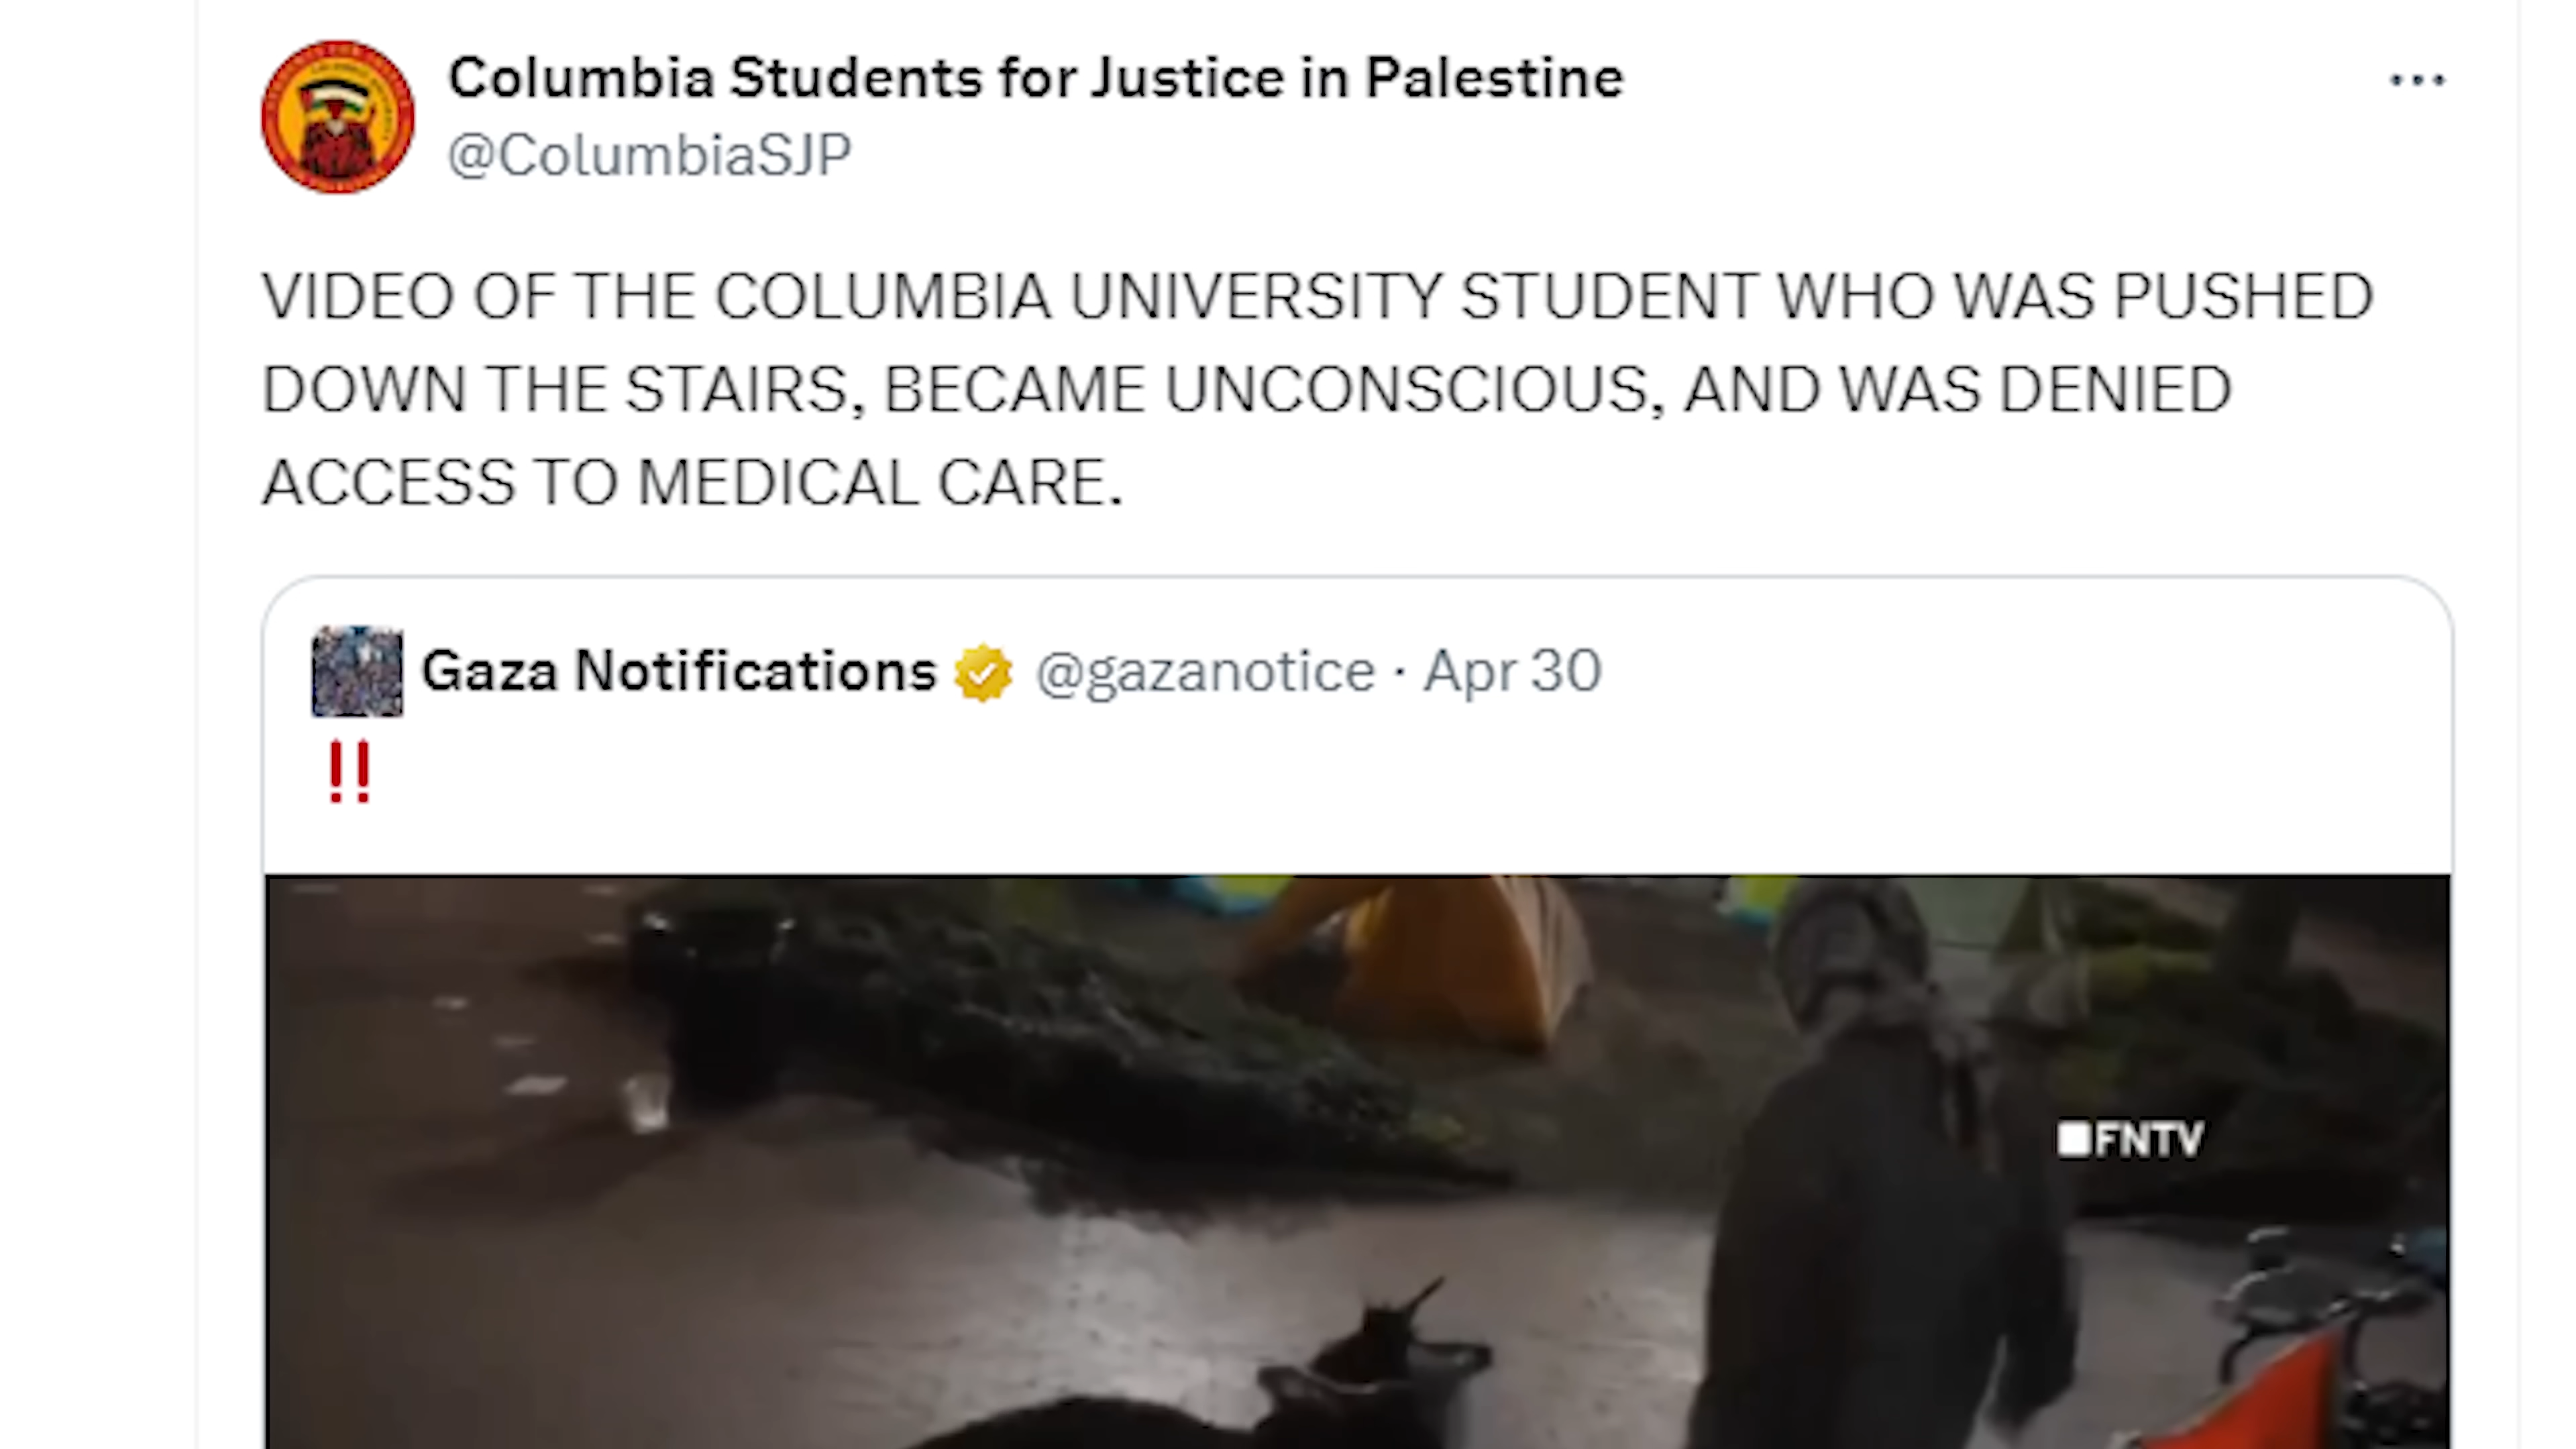 Columbia Students for Justice in Palestine
@ColumbiaSJP
VIDEO OF THE COLUMBIA UNIVERSITY STUDENT WHO WAS PUSHED
DOWN THE STAIRS, BECAME UNCONSCIOUS, AND WAS DENIED
ACCESS TO MEDICAL CARE.
Gaza Notifications @gazanotice · Apr 30
‼
FNTV